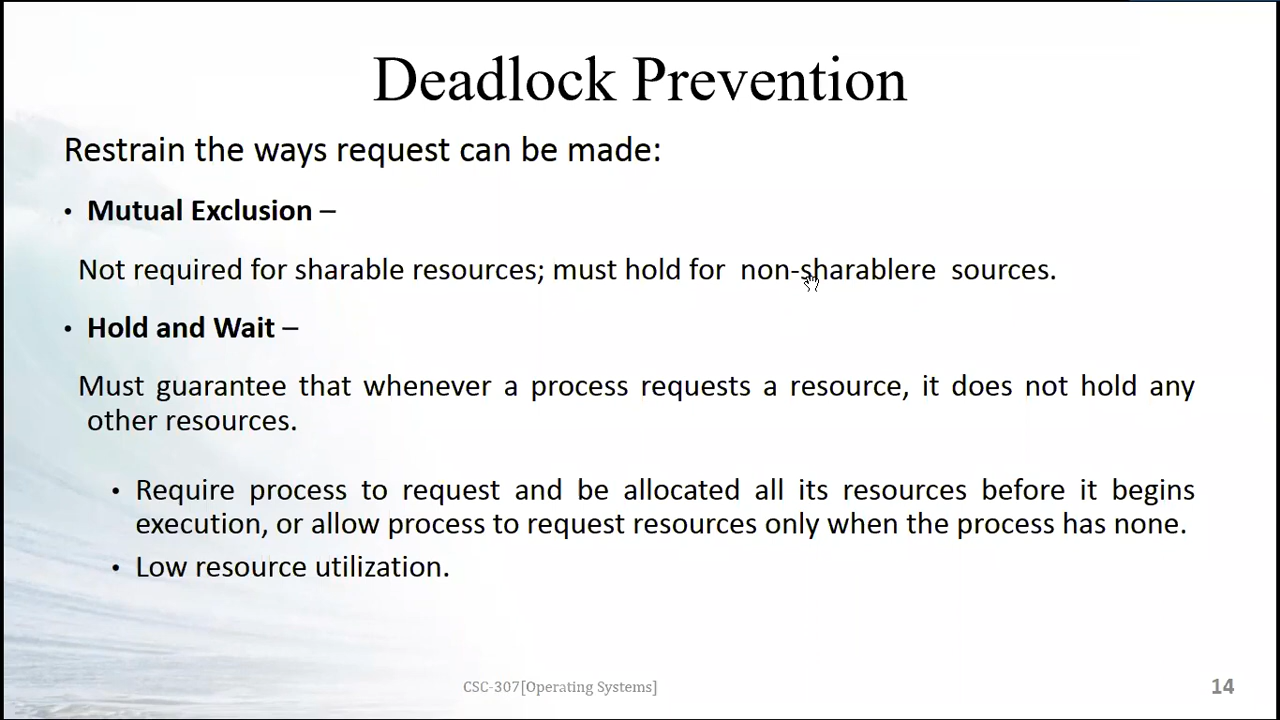 Deadlock Prevention
Restrain the ways request can be made:
• Mutual Exclusion –
Not required for sharable resources; must hold for non-sharablere sources.
• Hold and Wait –
Must guarantee that whenever a process requests a resource, it does not hold any
other resources.
• Require process to request and be allocated all its resources before it begins
execution, or allow process to request resources only when the process has none.
• Low resource utilization.
CSC-307[Operating Systems]
14